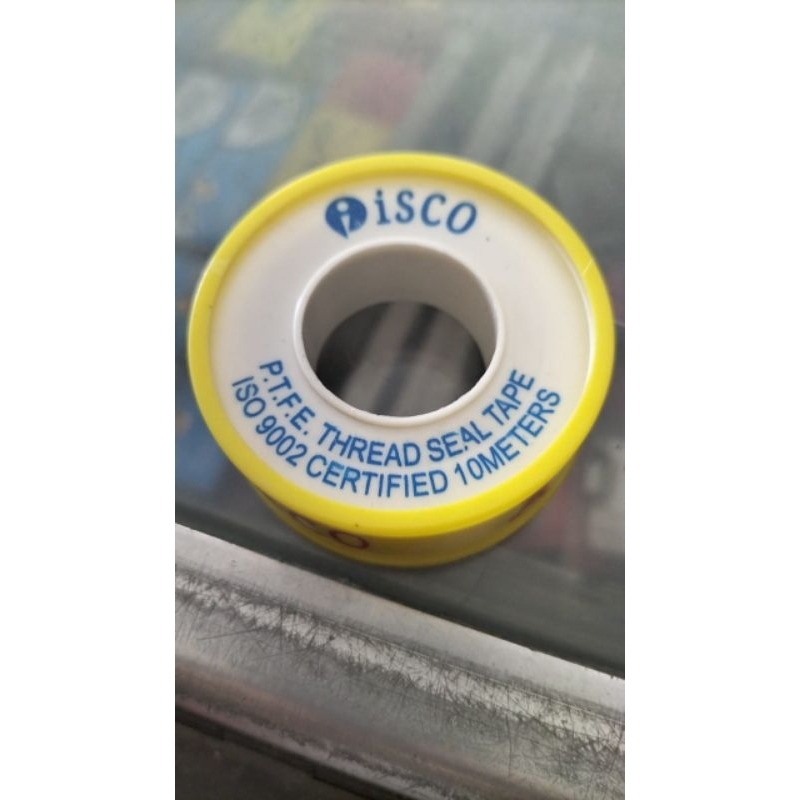 iSCO
P.T.F.E. THREAD SEAL TAPE
ISO 9002 CERTIFIED 10METERS